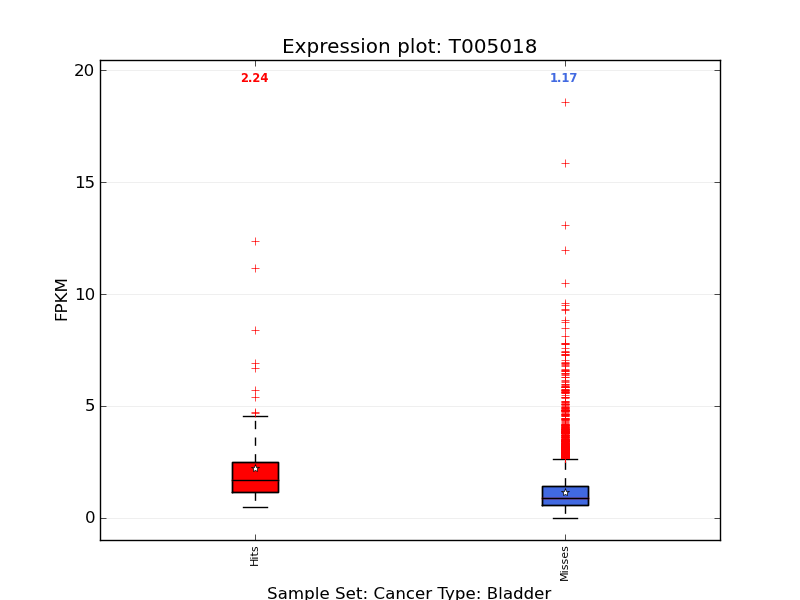 Expression plot: T005018
2.24
1.17
20
15
10
5
0
FPKM
Hits
Misses
Sample Set: Cancer Type: Bladder